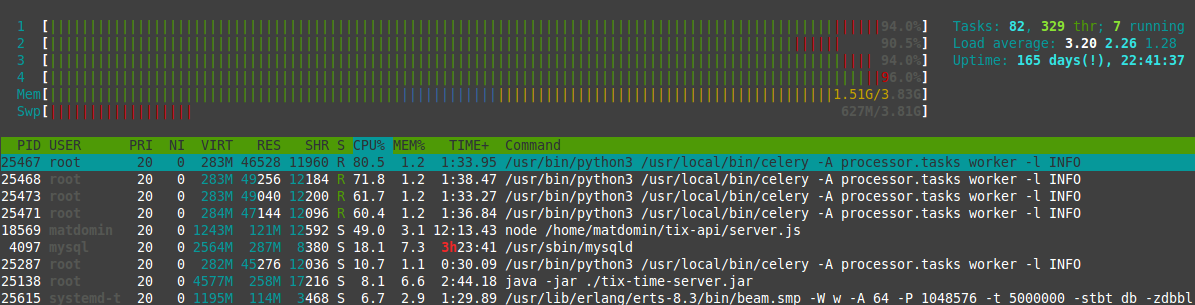 1 [94.0%] Tasks: 82, 329 thr; 7 running
2 [90.5%] Load average: 3.20 2.26 1.28
3 [94.0%] Uptime: 165 days(!), 22:41:37
4 [96.0%]
Mem[1.51G/3.83G]
Swp[627M/3.81G]
PID USER PRI NI VIRT RES SHR S CPU% MEM% TIME+ Command
25467 root 20 0 283M 46528 11960 R 80.5 1.2 1:33.95 /usr/bin/python3 /usr/local/bin/celery -A processor.tasks worker -l INFO
25468 root 20 0 283M 49256 12184 R 71.8 1.2 1:38.47 /usr/bin/python3 /usr/local/bin/celery -A processor.tasks worker -l INFO
25473 root 20 0 283M 49040 12200 R 61.7 1.2 1:33.27 /usr/bin/python3 /usr/local/bin/celery -A processor.tasks worker -l INFO
25471 root 20 0 284M 47144 12096 R 60.4 1.2 1:36.84 /usr/bin/python3 /usr/local/bin/celery -A processor.tasks worker -l INFO
18569 matdomin 20 0 1243M 121M 12592 S 49.0 3.1 12:13.43 node /home/matdomin/tix-api/server.js
4097 mysql 20 0 2564M 287M 8380 S 18.1 7.3 3h23:41 /usr/sbin/mysqld
25287 root 20 0 282M 45276 12036 S 10.7 1.1 0:30.09 /usr/bin/python3 /usr/local/bin/celery -A processor.tasks worker -l INFO
25138 root 20 0 4577M 258M 17216 S 8.1 6.6 2:44.18 java -jar ./tix-time-server.jar
25615 systemd-t 20 0 1195M 114M 3468 S 6.7 2.9 1:29.89 /usr/lib/erlang/erts-8.3/bin/beam.smp -W w -A 64 -P 1048576 -t 5000000 -stbt db -zdbbl